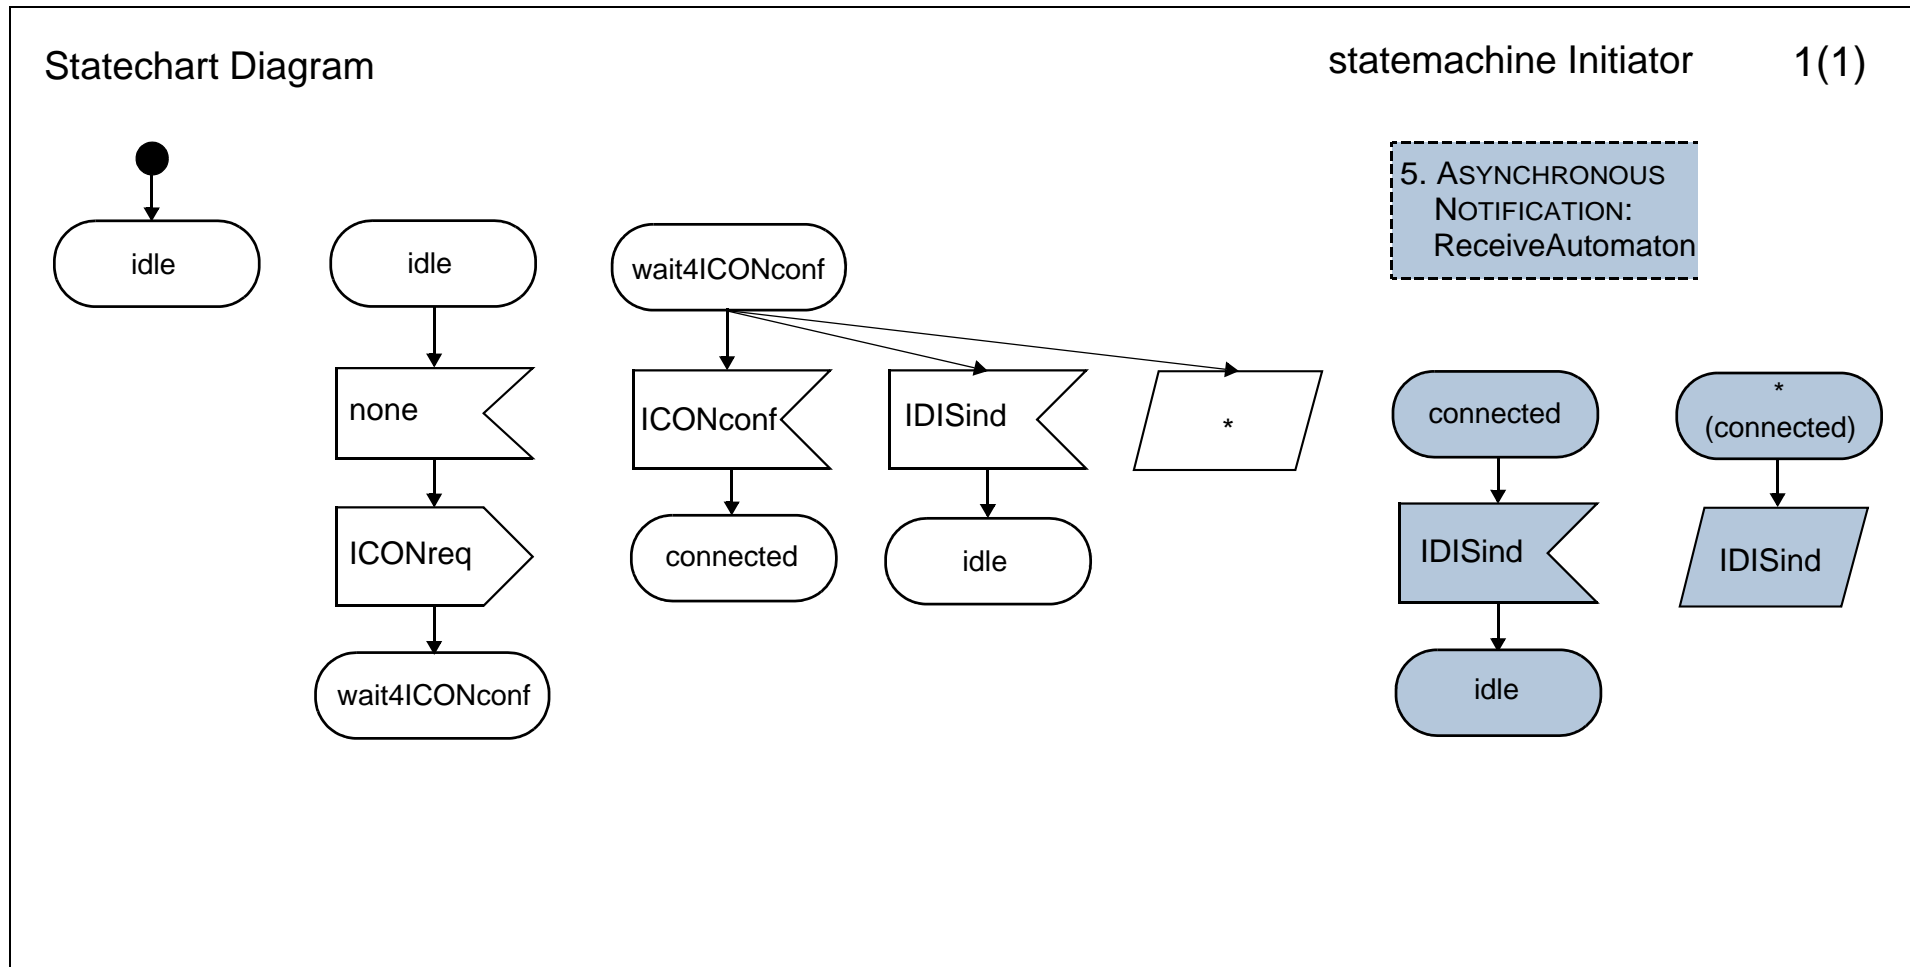 Statechart Diagram
statemachine Initiator
1(1)
5. ASYNCHRONOUS
NOTIFICATION:
ReceiveAutomaton
idle
idle
none
ICONreq
wait4ICONconf
wait4ICONconf
ICONconf
connected
IDISind
idle
*
connected
IDISind
idle
*
(connected)
IDISind